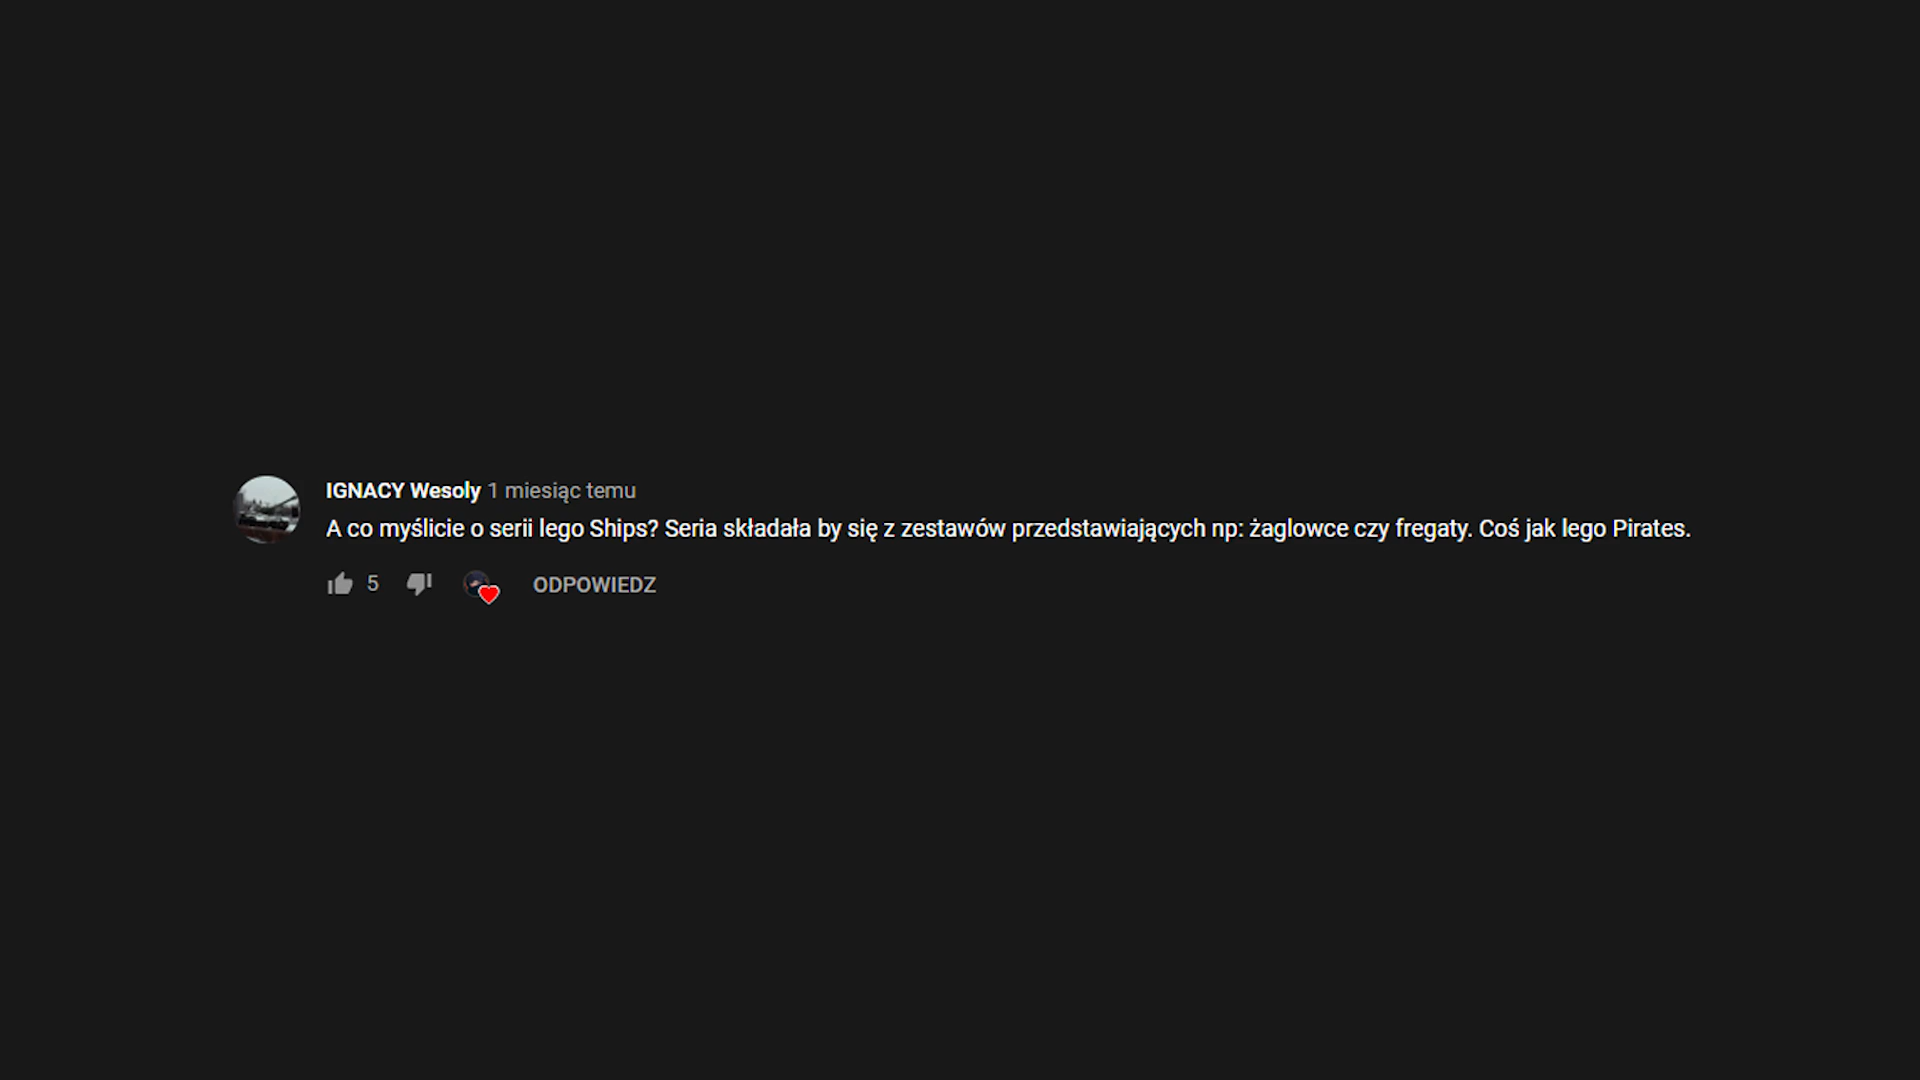 IGNACY Wesoly 1 miesiąc temu
A co myślicie o serii lego Ships? Seria składała by się z zestawów przedstawiających np: żaglowce czy fregaty. Coś jak lego Pirates.
5 ODPOWIEDZ